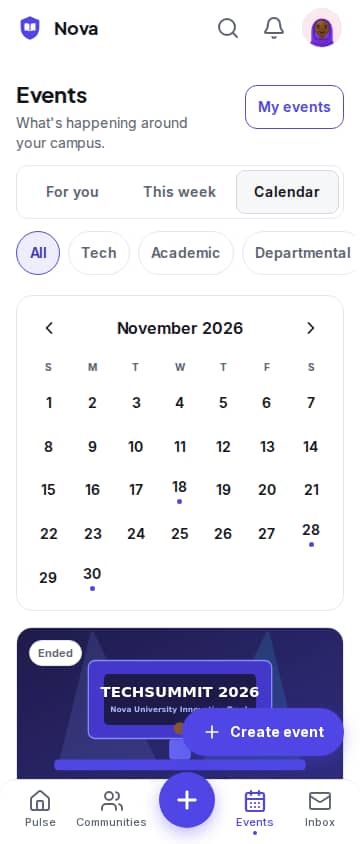 Nova
Events
My events
What's happening around
your campus.
For you This week Calendar
All Tech Academic Departmental
November 2026
S M T W T F S
1 2 3 4 5 6 7
8 9 10 11 12 13 14
15 16 17 18 19 20 21
22 23 24 25 26 27 28
29 30
Ended
TECHSUMMIT 2026
Nova University
Create event
Pulse Communities Events Inbox